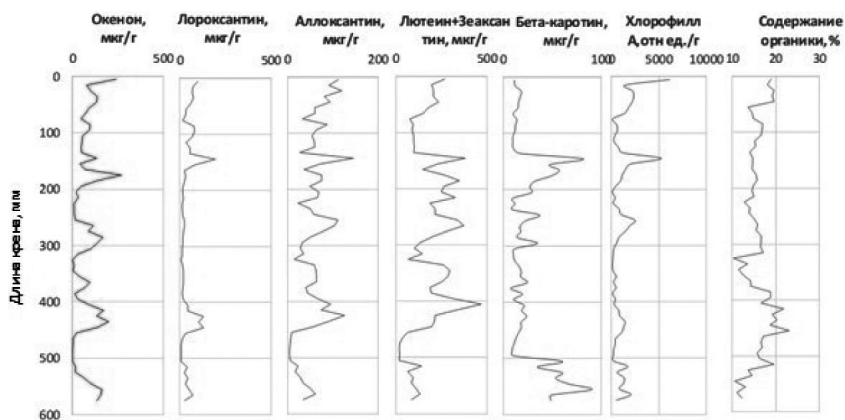 Окенон,
мкг/г
0 500
Лороксантин,
мкг/г
0 500
Аллоксантин,
мкг/г
0 200
Лютеин+Зеаксан
тин, мкг/г
0 500
Бета-каротин,
мкг/г
0 100
Хлорофилл
А,отн ед./г
0 5000 10000
Содержание
органики,%
10 20 30
Длина керна, мм
0
100
200
300
400
500
600